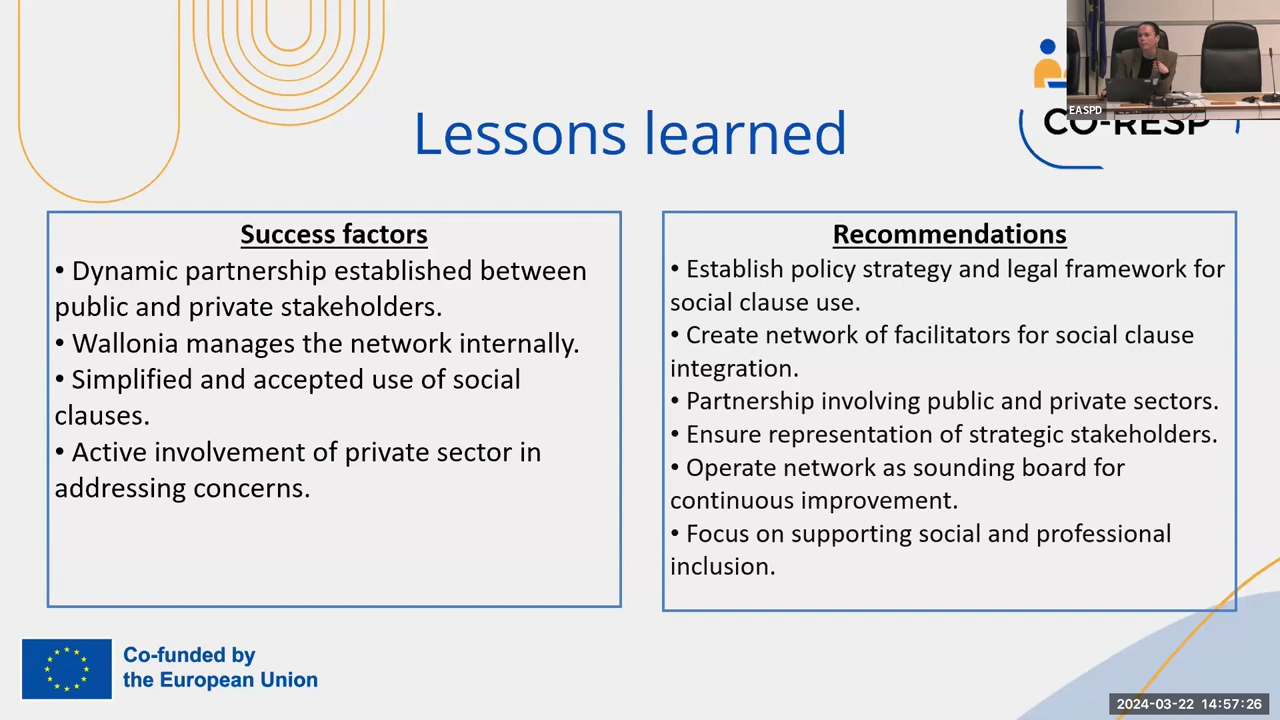 EASPD
CO-RESP
Lessons learned
Success factors
• Dynamic partnership established between
public and private stakeholders.
• Wallonia manages the network internally.
• Simplified and accepted use of social
clauses.
• Active involvement of private sector in
addressing concerns.
Recommendations
• Establish policy strategy and legal framework for
social clause use.
• Create network of facilitators for social clause
integration.
• Partnership involving public and private sectors.
• Ensure representation of strategic stakeholders.
• Operate network as sounding board for
continuous improvement.
• Focus on supporting social and professional
inclusion.
Co-funded by
the European Union
2024-03-22 14:57:26